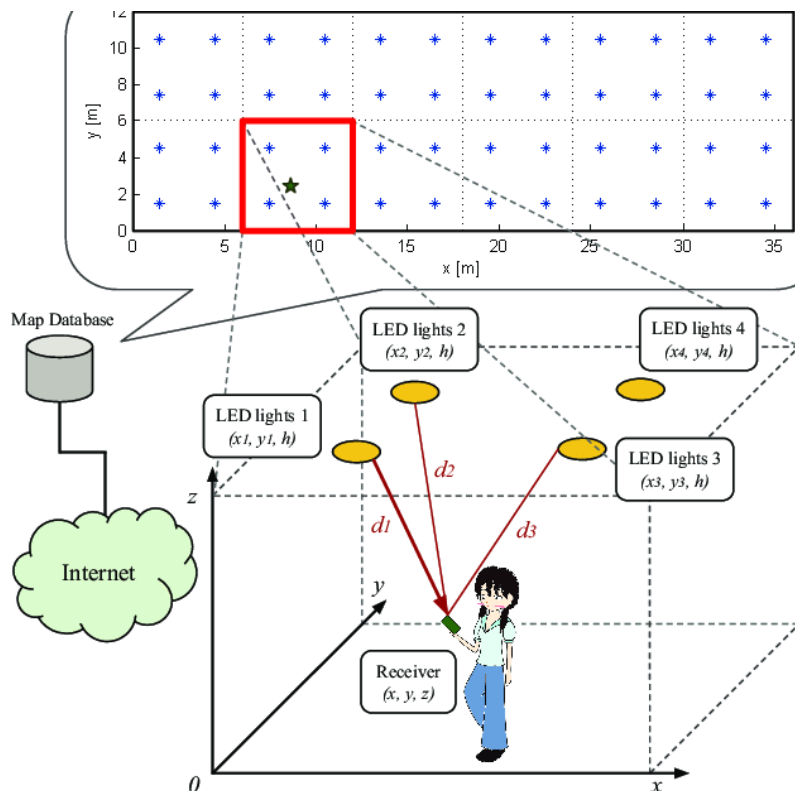 12
10
8
6
4
2
0
y [m]
0
5
10
15
20
25
30
35
x [m]
Map Database
LED lights 2
(x2, y2, h)
LED lights 4
(x4, y4, h)
LED lights 1
(x1, y1, h)
LED lights 3
(x3, y3, h)
z
d2
d1
d3
Internet
y
Receiver
(x, y, z)
0
x